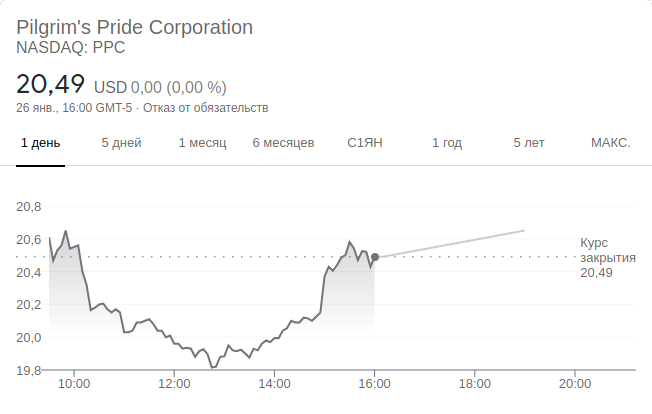 Pilgrim's Pride Corporation
NASDAQ: PPC
20,49 USD 0,00 (0,00 %)
26 янв., 16:00 GMT-5 · Отказ от обязательств
1 день 5 дней 1 месяц 6 месяцев С1ЯН 1 год 5 лет МАКС.
20,8
20,6
Курс
закрытия
20,49
20,4
20,2
20,0
19,8
10:00 12:00 14:00 16:00 18:00 20:00